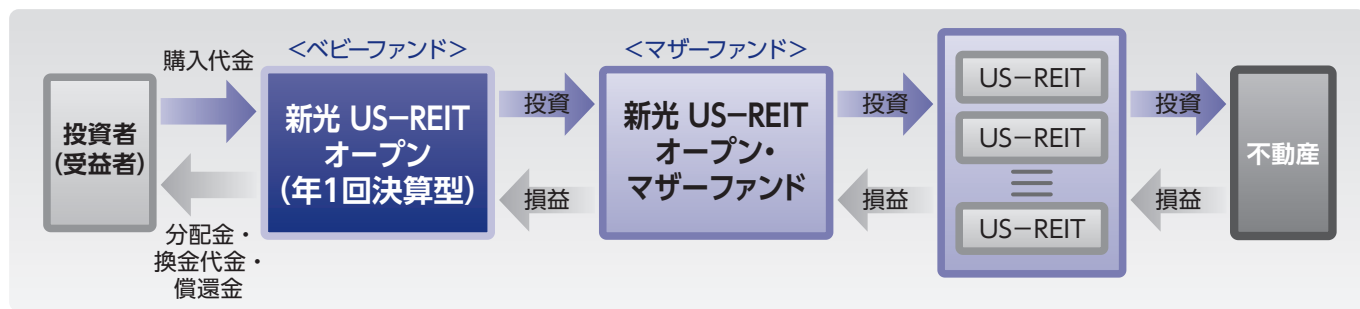 購入代金
投資者
(受益者)
分配金・
換金代金・
償還金
<ベビーファンド>
新光 US−REIT
オープン
(年1回決算型)
投資
損益
<マザーファンド>
新光 US−REIT
オープン・
マザーファンド
投資
損益
US−REIT
US−REIT
US−REIT
投資
損益
不動産